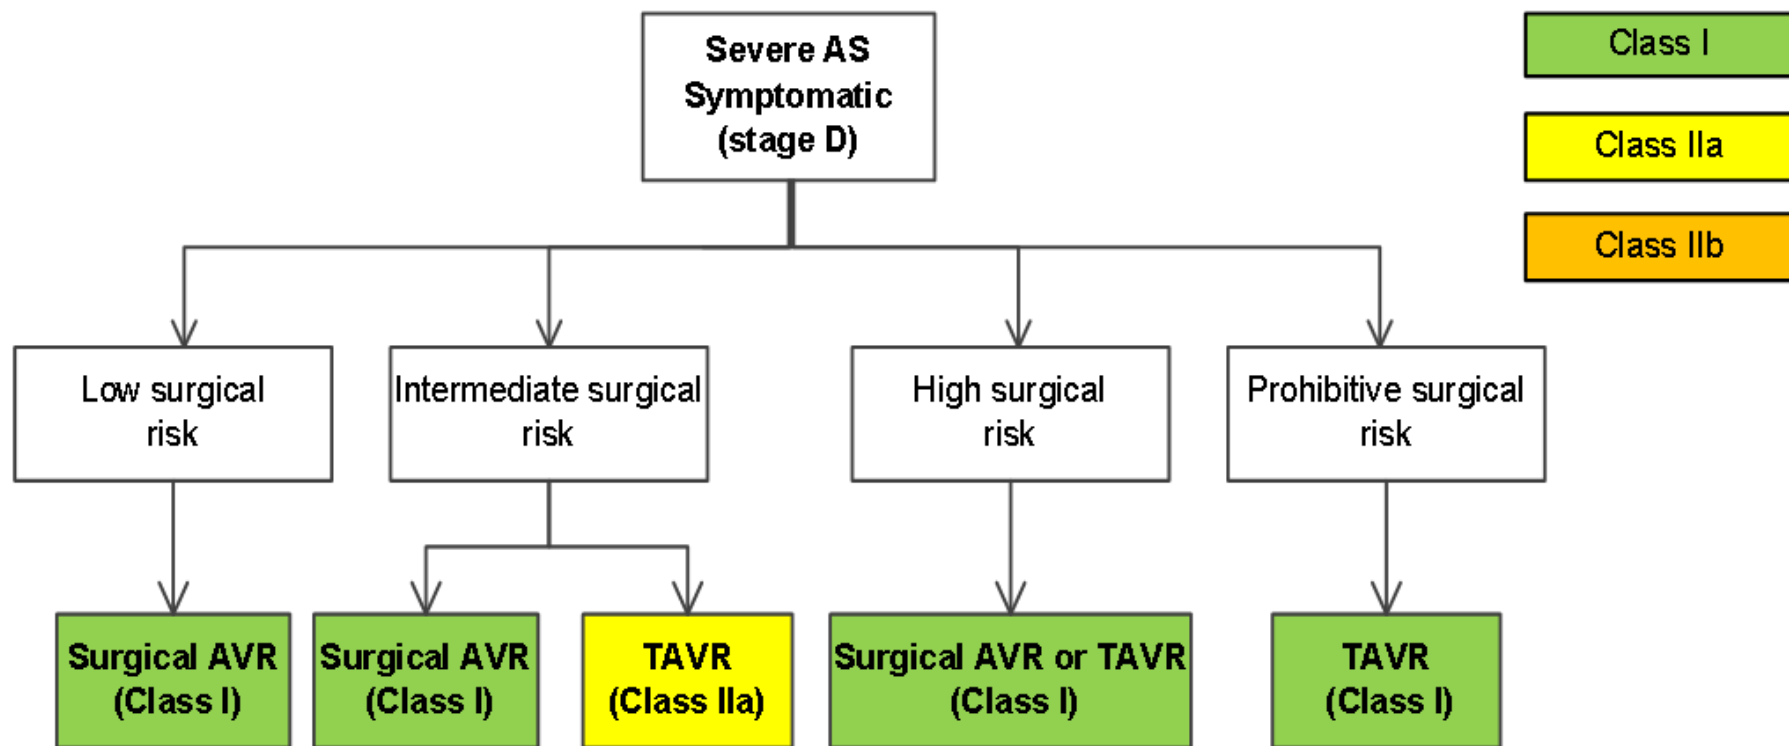 Severe AS
Symptomatic
(stage D)
Class I
Class IIa
Class IIb
Low surgical
risk
Intermediate surgical
risk
High surgical
risk
Prohibitive surgical
risk
Surgical AVR
(Class I)
Surgical AVR
(Class I)
TAVR
(Class IIa)
Surgical AVR or TAVR
(Class I)
TAVR
(Class I)